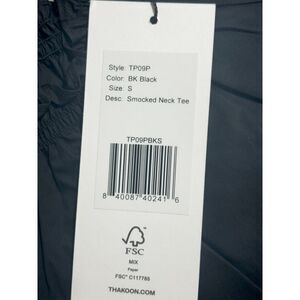 Style: TP09P
Color: BK Black
Size: S
Desc: Smocked Neck Tee
TP09PBKS
8 40087 40241 6
FSC
MIX
Paper
FSC® C117785
THAKOON.COM